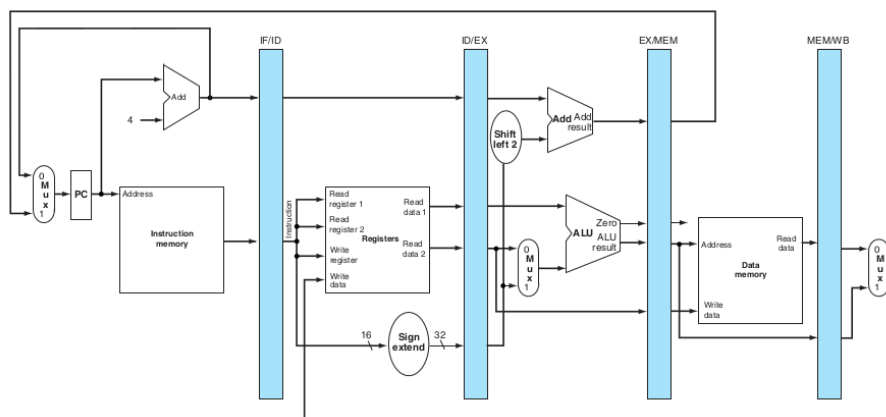 IF/ID
ID/EX
EX/MEM
MEM/WB
Add
4
Shift
left 2
Add
Add
result
0
M
u
x
1
PC
Address
Instruction
memory
Instruction
Read
register 1
Read
register 2
Write
register
Write
data
Registers
Read
data 1
Read
data 2
16
Sign
extend
32
0
M
u
x
1
Zero
ALU
ALU
result
Address
Read
data
Data
memory
Write
data
0
M
u
x
1